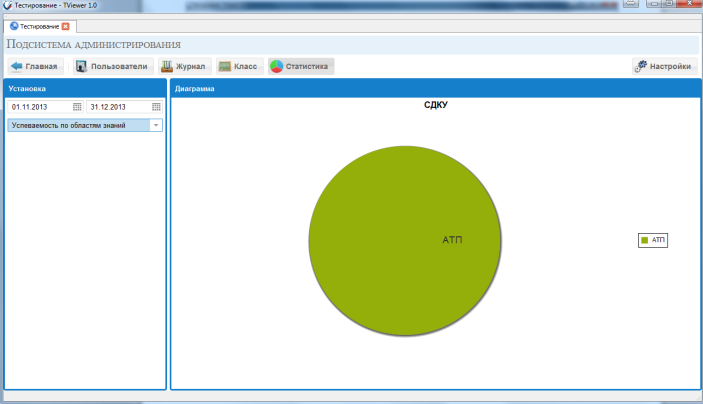 Тестирование - TViewer 1.0
Тестирование
Подсистема администрирования
Главная Пользователи Журнал Класс Статистика Настройки
Установка
01.11.2013 31.12.2013
Успеваемость по областям знаний
Диаграмма
СДКУ
АТП
АТП